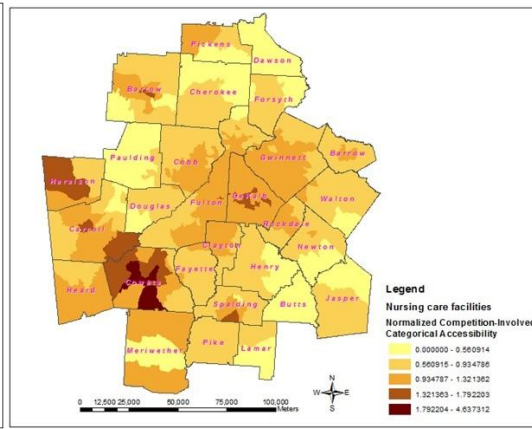 Pickens
Dawson
Barrow
Cherokee
Forsyth
Paulding
Cobb
Gwinnett
Barrow
Haralson
Douglas
Fulton
DeKalb
Walton
Carroll
Rockdale
Clayton
Newton
Coweta
Fayette
Henry
Heard
Spalding
Butts
Jasper
Meriwether
Pike
Lamar
Legend
Nursing care facilities
Normalized Competition-Involved
Categorical Accessibility
0.000000 - 0.560914
0.560915 - 0.934786
0.934787 - 1.321362
1.321363 - 1.792203
1.792204 - 4.637312
N
W E
S
0 12,500 25,000 50,000 75,000 100,000
Meters